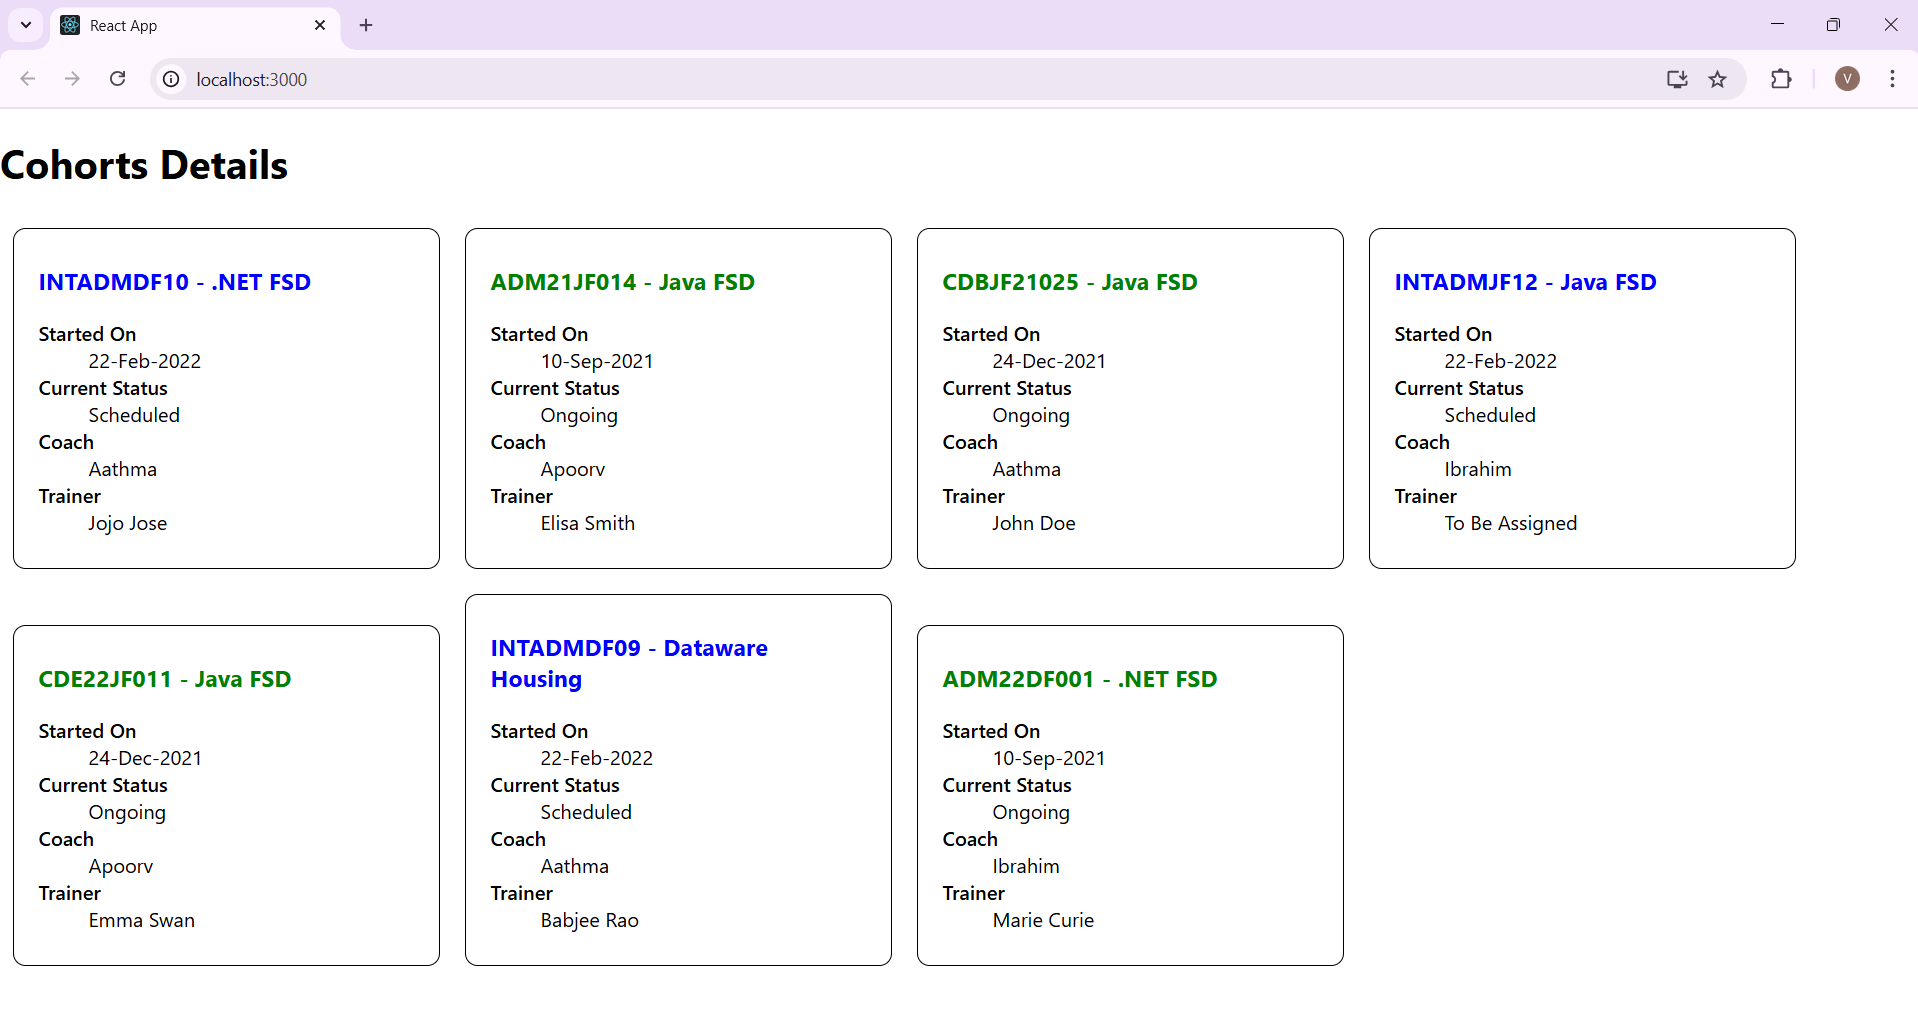 React App
localhost:3000
V
Cohorts Details
INTADMDF10 - .NET FSD
Started On
22-Feb-2022
Current Status
Scheduled
Coach
Aathma
Trainer
Jojo Jose
ADM21JF014 - Java FSD
Started On
10-Sep-2021
Current Status
Ongoing
Coach
Apoorv
Trainer
Elisa Smith
CDBJF21025 - Java FSD
Started On
24-Dec-2021
Current Status
Ongoing
Coach
Aathma
Trainer
John Doe
INTADMJF12 - Java FSD
Started On
22-Feb-2022
Current Status
Scheduled
Coach
Ibrahim
Trainer
To Be Assigned
CDE22JF011 - Java FSD
Started On
24-Dec-2021
Current Status
Ongoing
Coach
Apoorv
Trainer
Emma Swan
INTADMDF09 - Dataware
Housing
Started On
22-Feb-2022
Current Status
Scheduled
Coach
Aathma
Trainer
Babjee Rao
ADM22DF001 - .NET FSD
Started On
10-Sep-2021
Current Status
Ongoing
Coach
Ibrahim
Trainer
Marie Curie